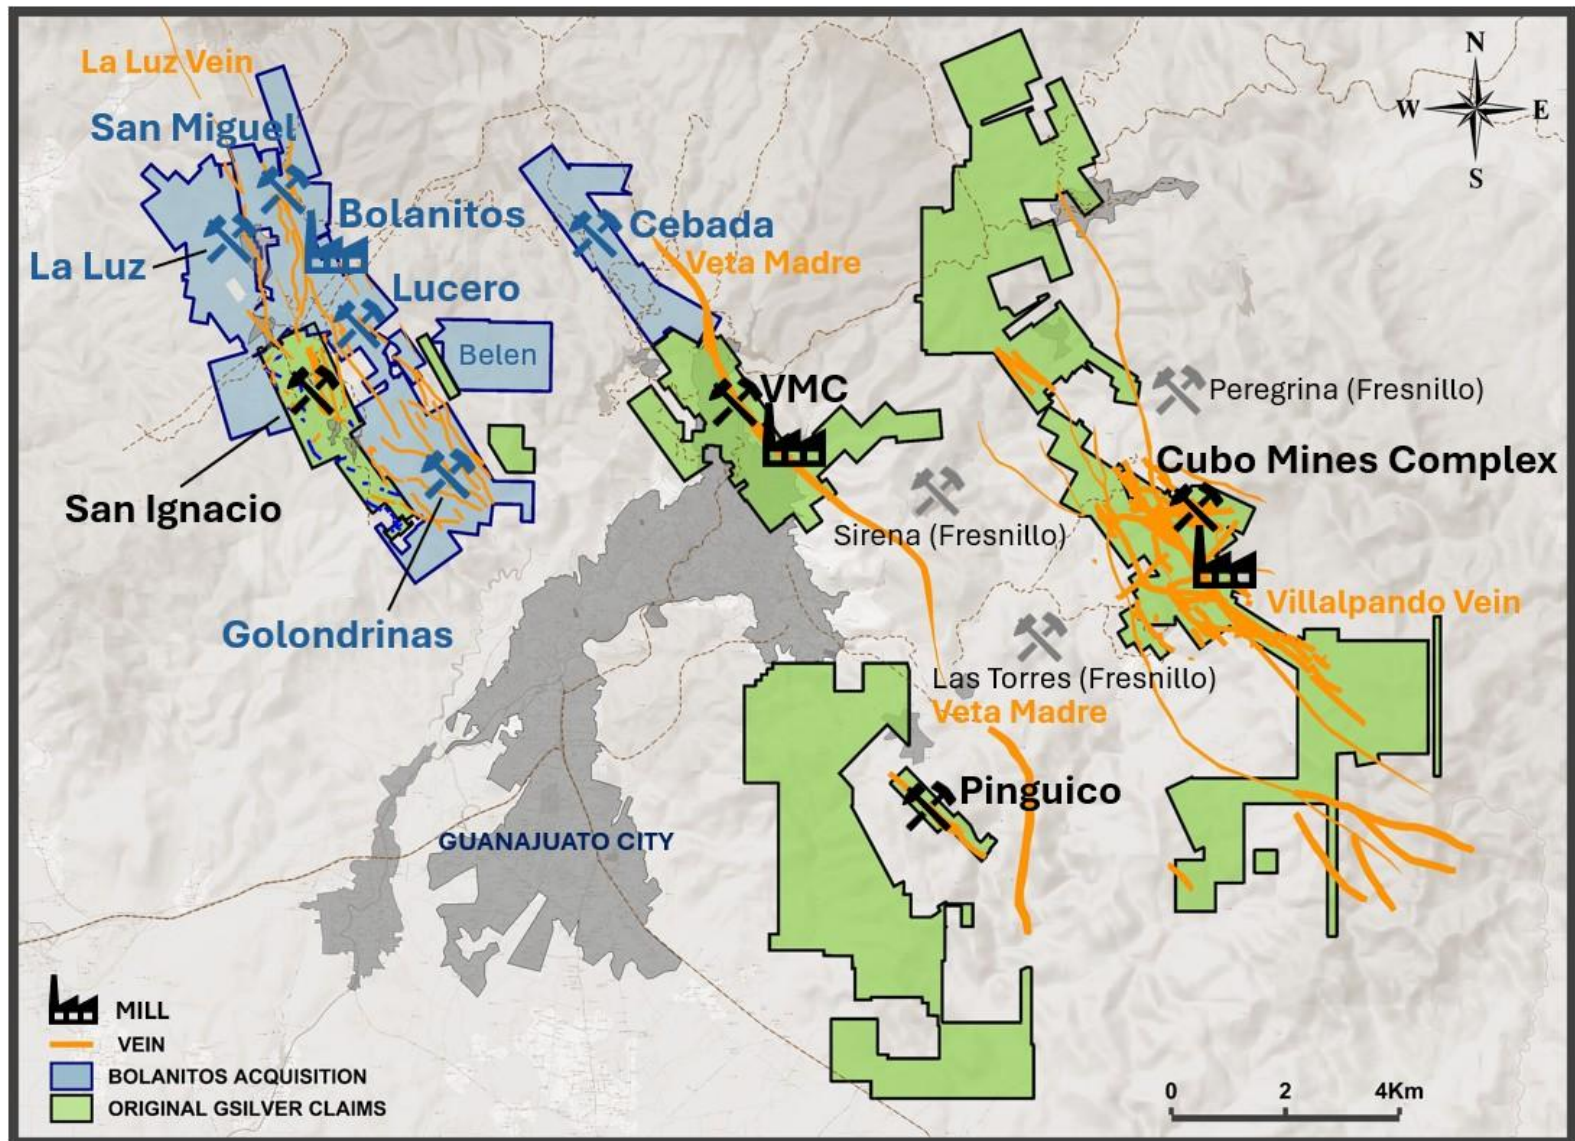 La Luz Vein
San Miguel
Bolanitos
La Luz
Lucero
Belen
San Ignacio
Golondrinas
Cebada
Veta Madre
VMC
N
W
E
S
Peregrina (Fresnillo)
Cubo Mines Complex
Sirena (Fresnillo)
Villalpando Vein
Las Torres (Fresnillo)
Veta Madre
Pinguico
GUANAJUATO CITY
MILL
VEIN
BOLANITOS ACQUISITION
ORIGINAL GSILVER CLAIMS
0 2 4Km